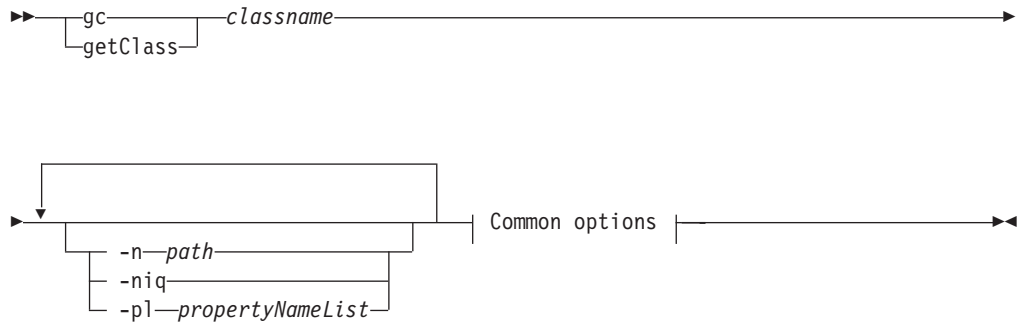 gc classname
getClass
Common options
-n path
-niq
-pl propertyNameList